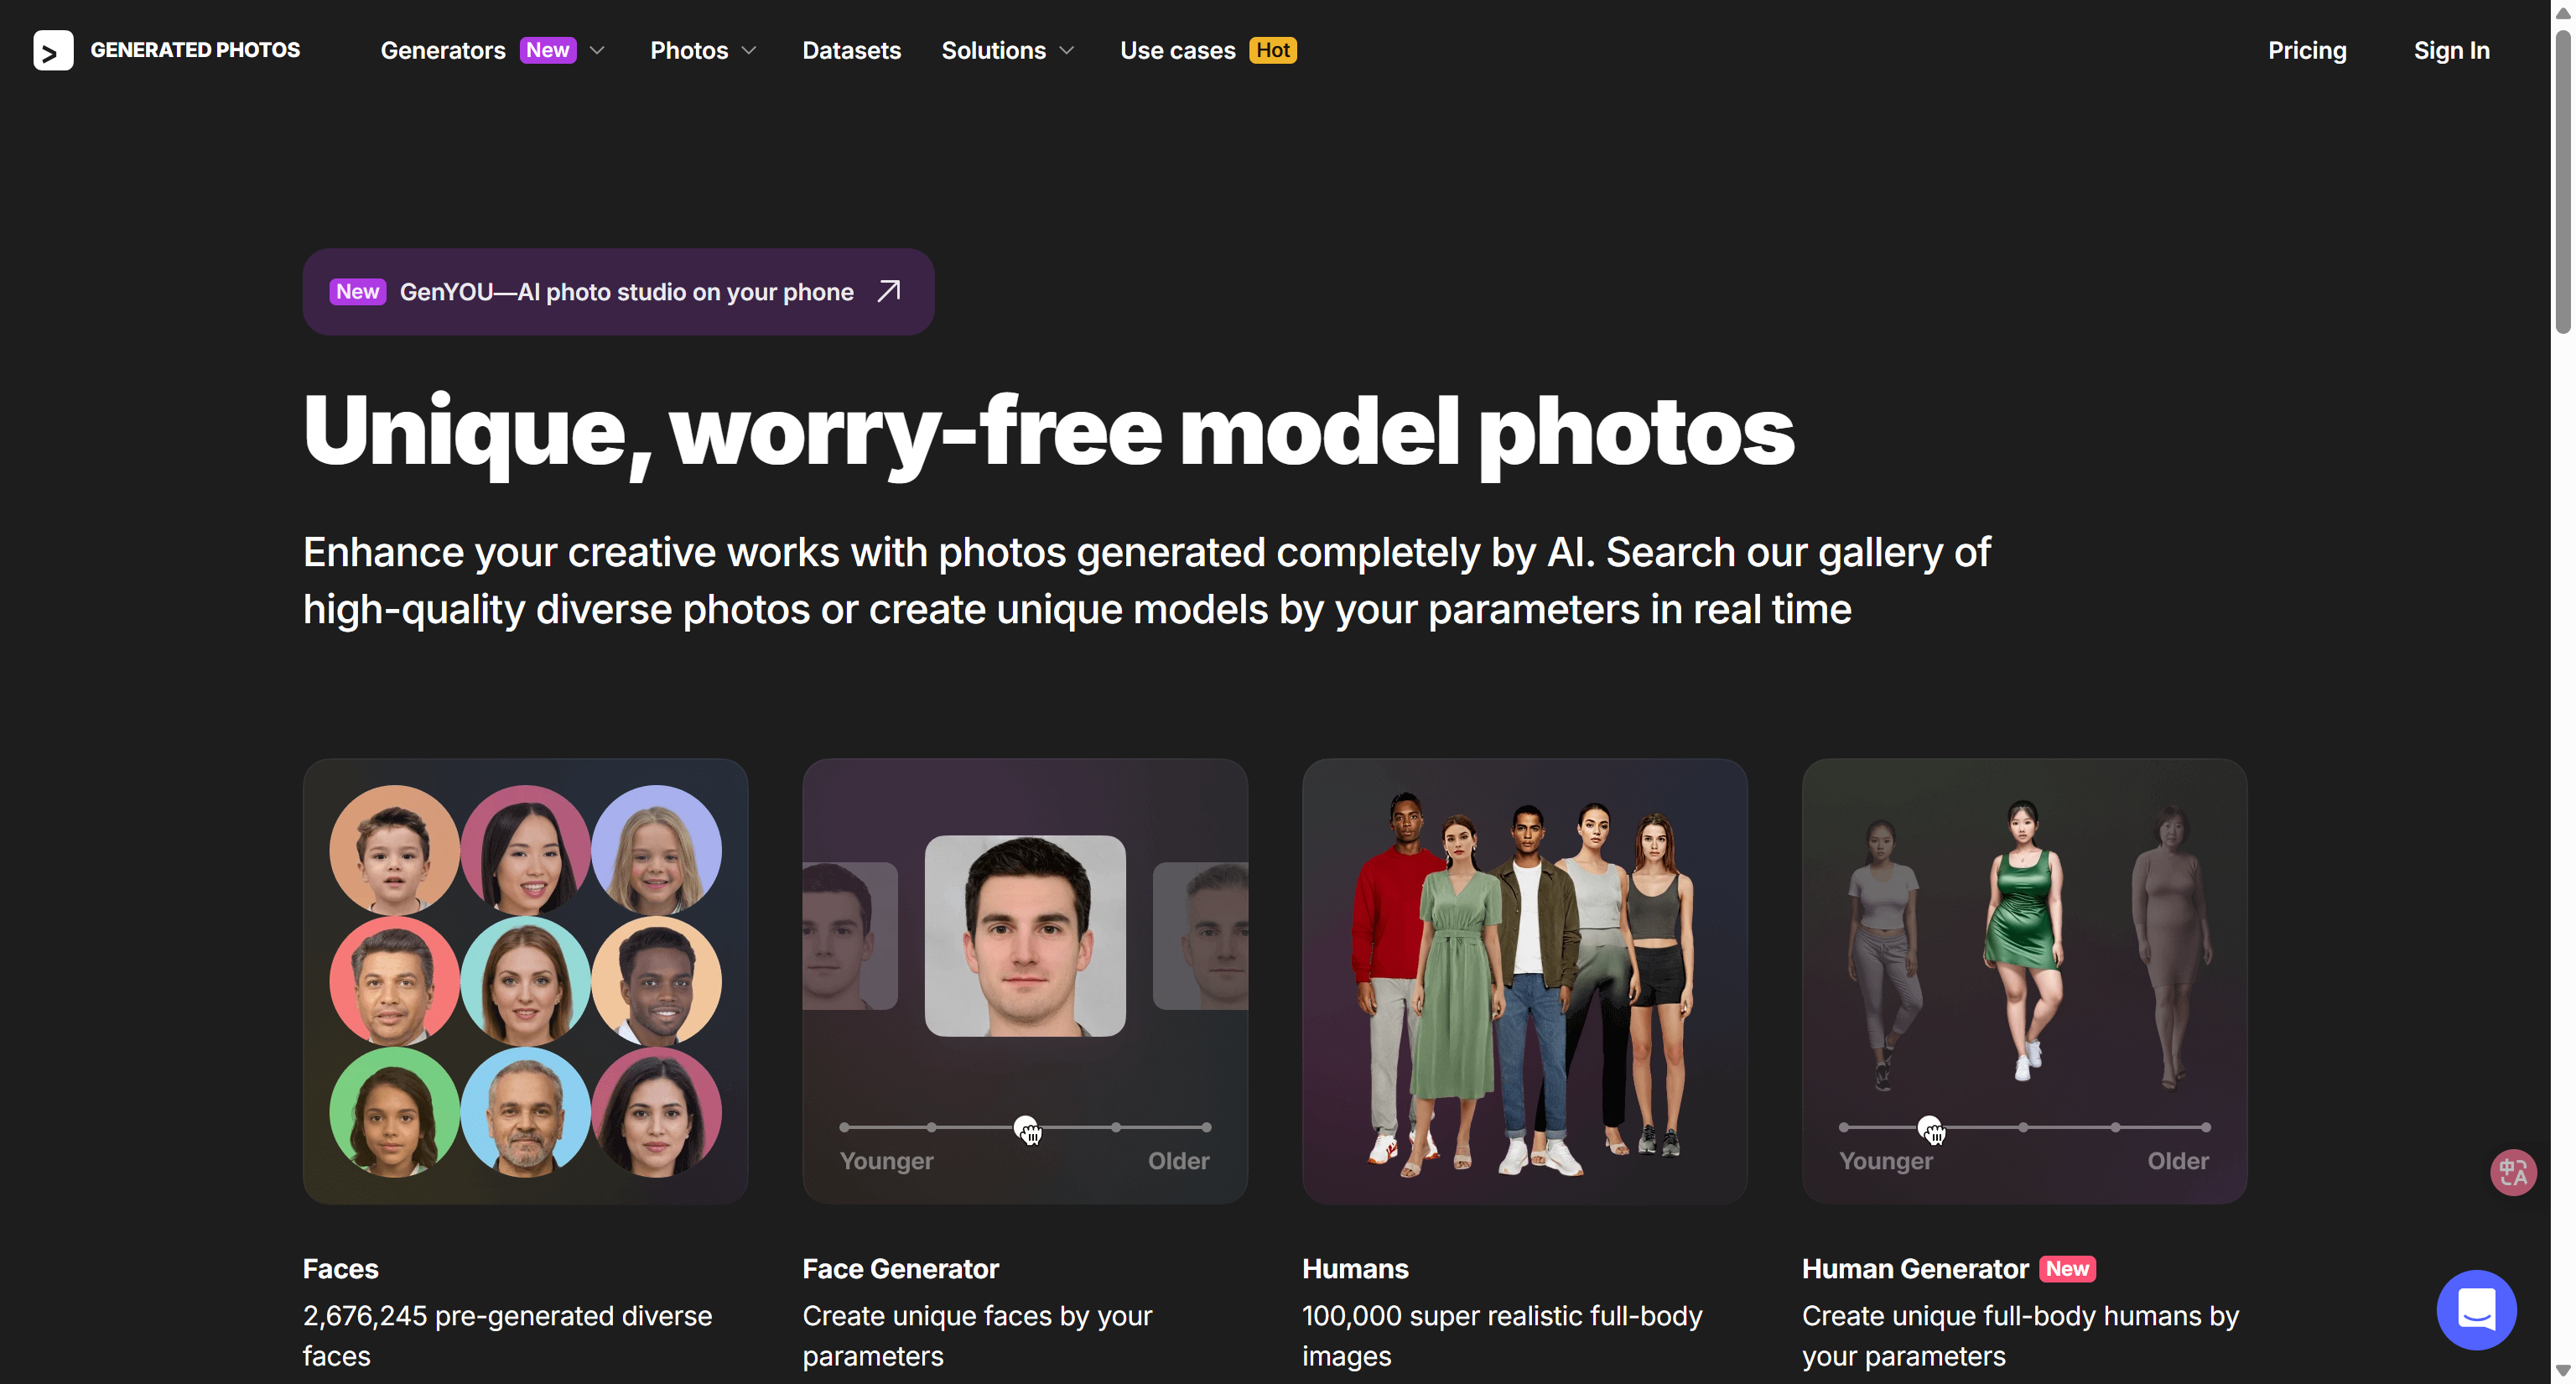 GENERATED PHOTOS
Generators New
Photos
Datasets
Solutions
Use cases Hot
Pricing
Sign In
New GenYOU—AI photo studio on your phone
Unique, worry-free model photos
Enhance your creative works with photos generated completely by AI. Search our gallery of
high-quality diverse photos or create unique models by your parameters in real time
Younger Older
Younger Older
Faces
2,676,245 pre-generated diverse
faces
Face Generator
Create unique faces by your
parameters
Humans
100,000 super realistic full-body
images
Human Generator New
Create unique full-body humans by
your parameters
中 A